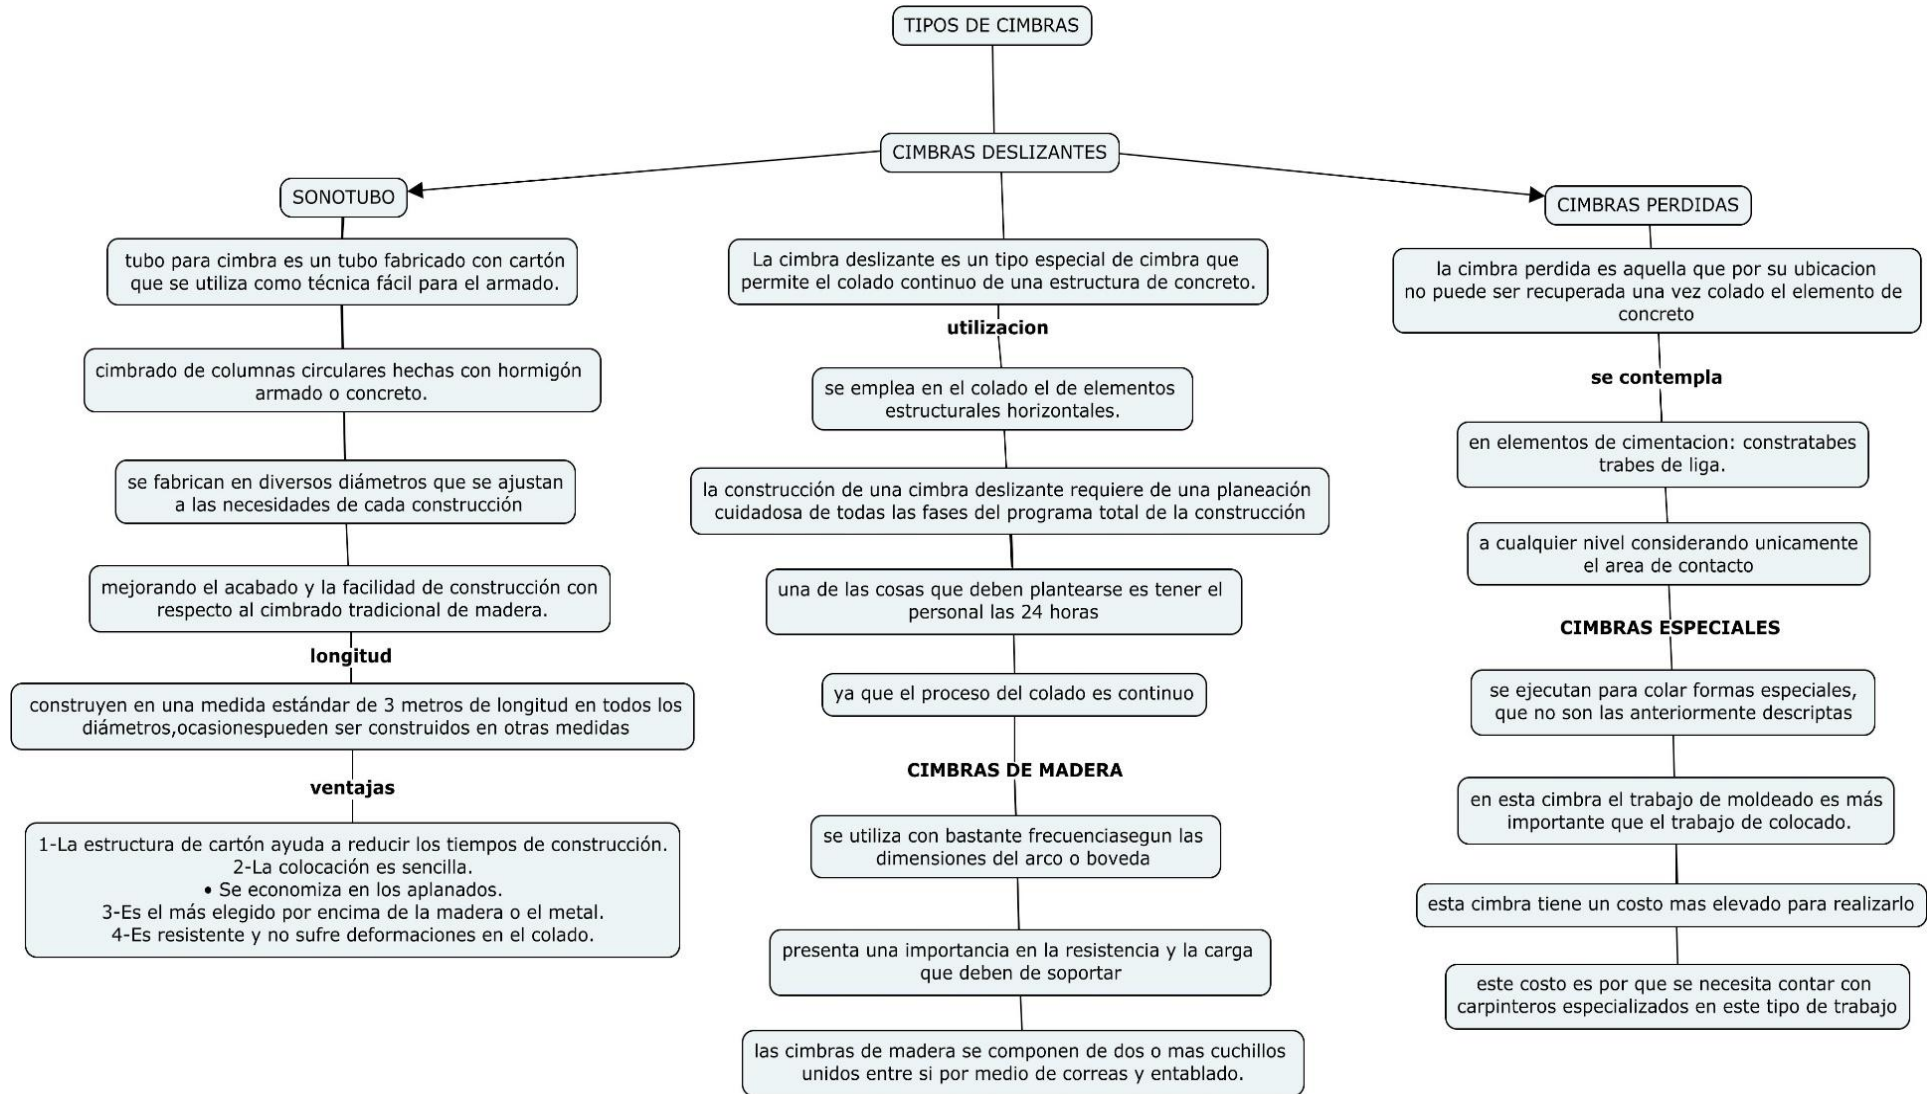 TIPOS DE CIMBRAS
CIMBRAS DESLIZANTES
SONOTUBO
tubo para cimbra es un tubo fabricado con cartón
que se utiliza como técnica fácil para el armado.
cimbrado de columnas circulares hechas con hormigón
armado o concreto.
se fabrican en diversos diámetros que se ajustan
a las necesidades de cada construcción
mejorando el acabado y la facilidad de construcción con
respecto al cimbrado tradicional de madera.
longitud
construyen en una medida estándar de 3 metros de longitud en todos los
diámetros,ocasionespueden ser construidos en otras medidas
ventajas
1-La estructura de cartón ayuda a reducir los tiempos de construcción.
2-La colocación es sencilla.
• Se economiza en los aplanados.
3-Es el más elegido por encima de la madera o el metal.
4-Es resistente y no sufre deformaciones en el colado.
La cimbra deslizante es un tipo especial de cimbra que
permite el colado continuo de una estructura de concreto.
utilizacion
se emplea en el colado el de elementos
estructurales horizontales.
la construcción de una cimbra deslizante requiere de una planeación
cuidadosa de todas las fases del programa total de la construcción
una de las cosas que deben plantearse es tener el
personal las 24 horas
ya que el proceso del colado es continuo
CIMBRAS DE MADERA
se utiliza con bastante frecuenciasegun las
dimensiones del arco o boveda
presenta una importancia en la resistencia y la carga
que deben de soportar
las cimbras de madera se componen de dos o mas cuchillos
unidos entre si por medio de correas y entablado.
CIMBRAS PERDIDAS
la cimbra perdida es aquella que por su ubicacion
no puede ser recuperada una vez colado el elemento de
concreto
se contempla
en elementos de cimentacion: constratabes
trabes de liga.
a cualquier nivel considerando unicamente
el area de contacto
CIMBRAS ESPECIALES
se ejecutan para colar formas especiales,
que no son las anteriormente descriptas
en esta cimbra el trabajo de moldeado es más
importante que el trabajo de colocado.
esta cimbra tiene un costo mas elevado para realizarlo
este costo es por que se necesita contar con
carpinteros especializados en este tipo de trabajo